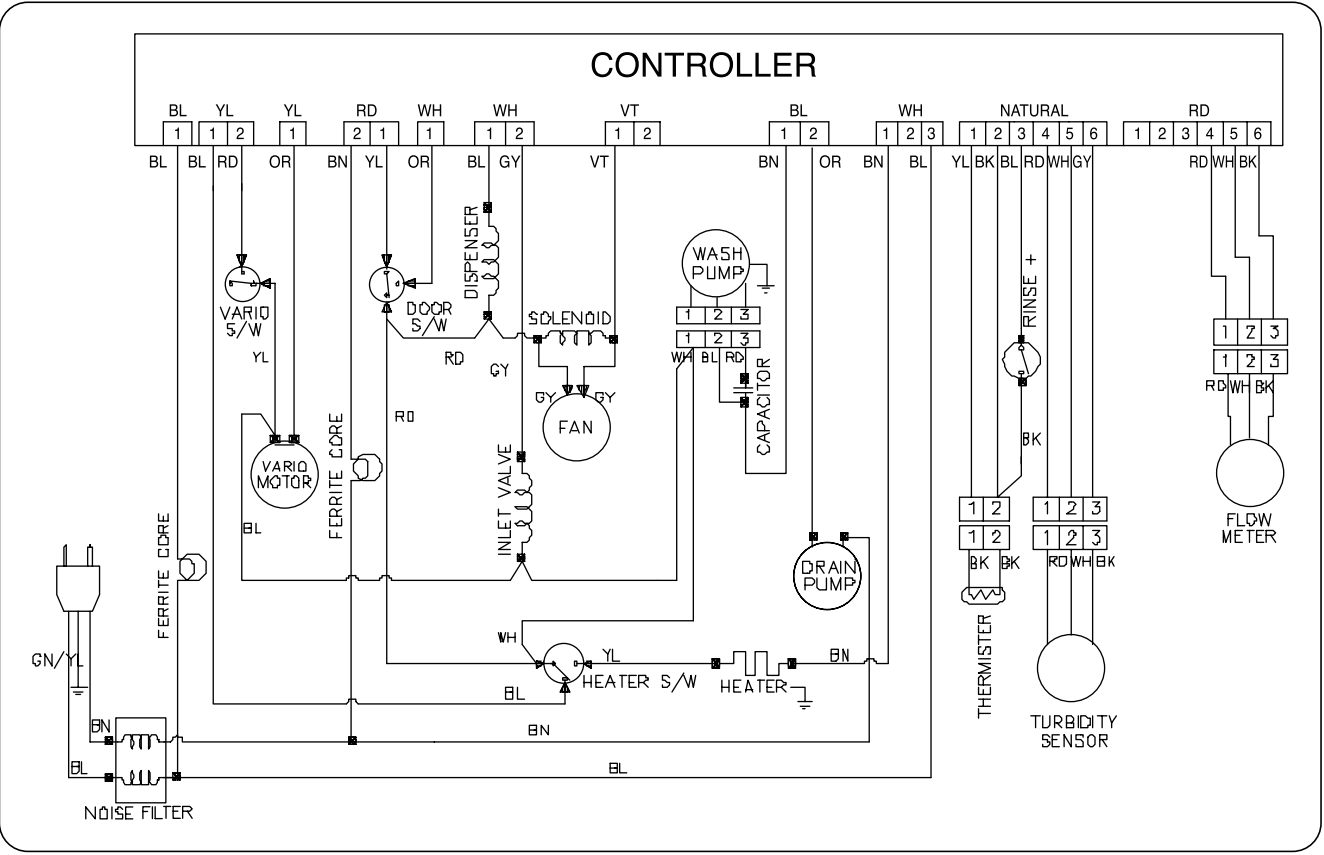 CONTROLLER
BL YL YL RD WH WH VT BL WH NATURAL RD
1 1 2 1 2 1 1 1 2 1 2 1 2 1 2 3 1 2 3 4 5 6 1 2 3 4 5 6
BL BL RD OR BN YL OR BL GY VT BN OR BN BL YL BK BL RD WH GY RD WH BK
DISPENSER
WASH
PUMP
RINSE +
VARIO
S/W
DOOR
S/W
SOLENOID
1 2 3
1 2 3
1 2 3
1 2 3
YL
RD
GY
WH BL RD
CAPACITOR
GY GY
FAN
RD WH BK
RD
FERRITE CORE
VARIO
MOTOR
INLET VALVE
BK
BL
1 2
1 2 3
1 2
1 2 3
FLOW
METER
FERRITE CORE
DRAIN
PUMP
BK BK
RD WH BK
THERMISTER
GN/YL
WH
YL
BN
HEATER S/W
HEATER
BL
TURBIDITY
SENSOR
BN
BN
BL
BL
NOISE FILTER